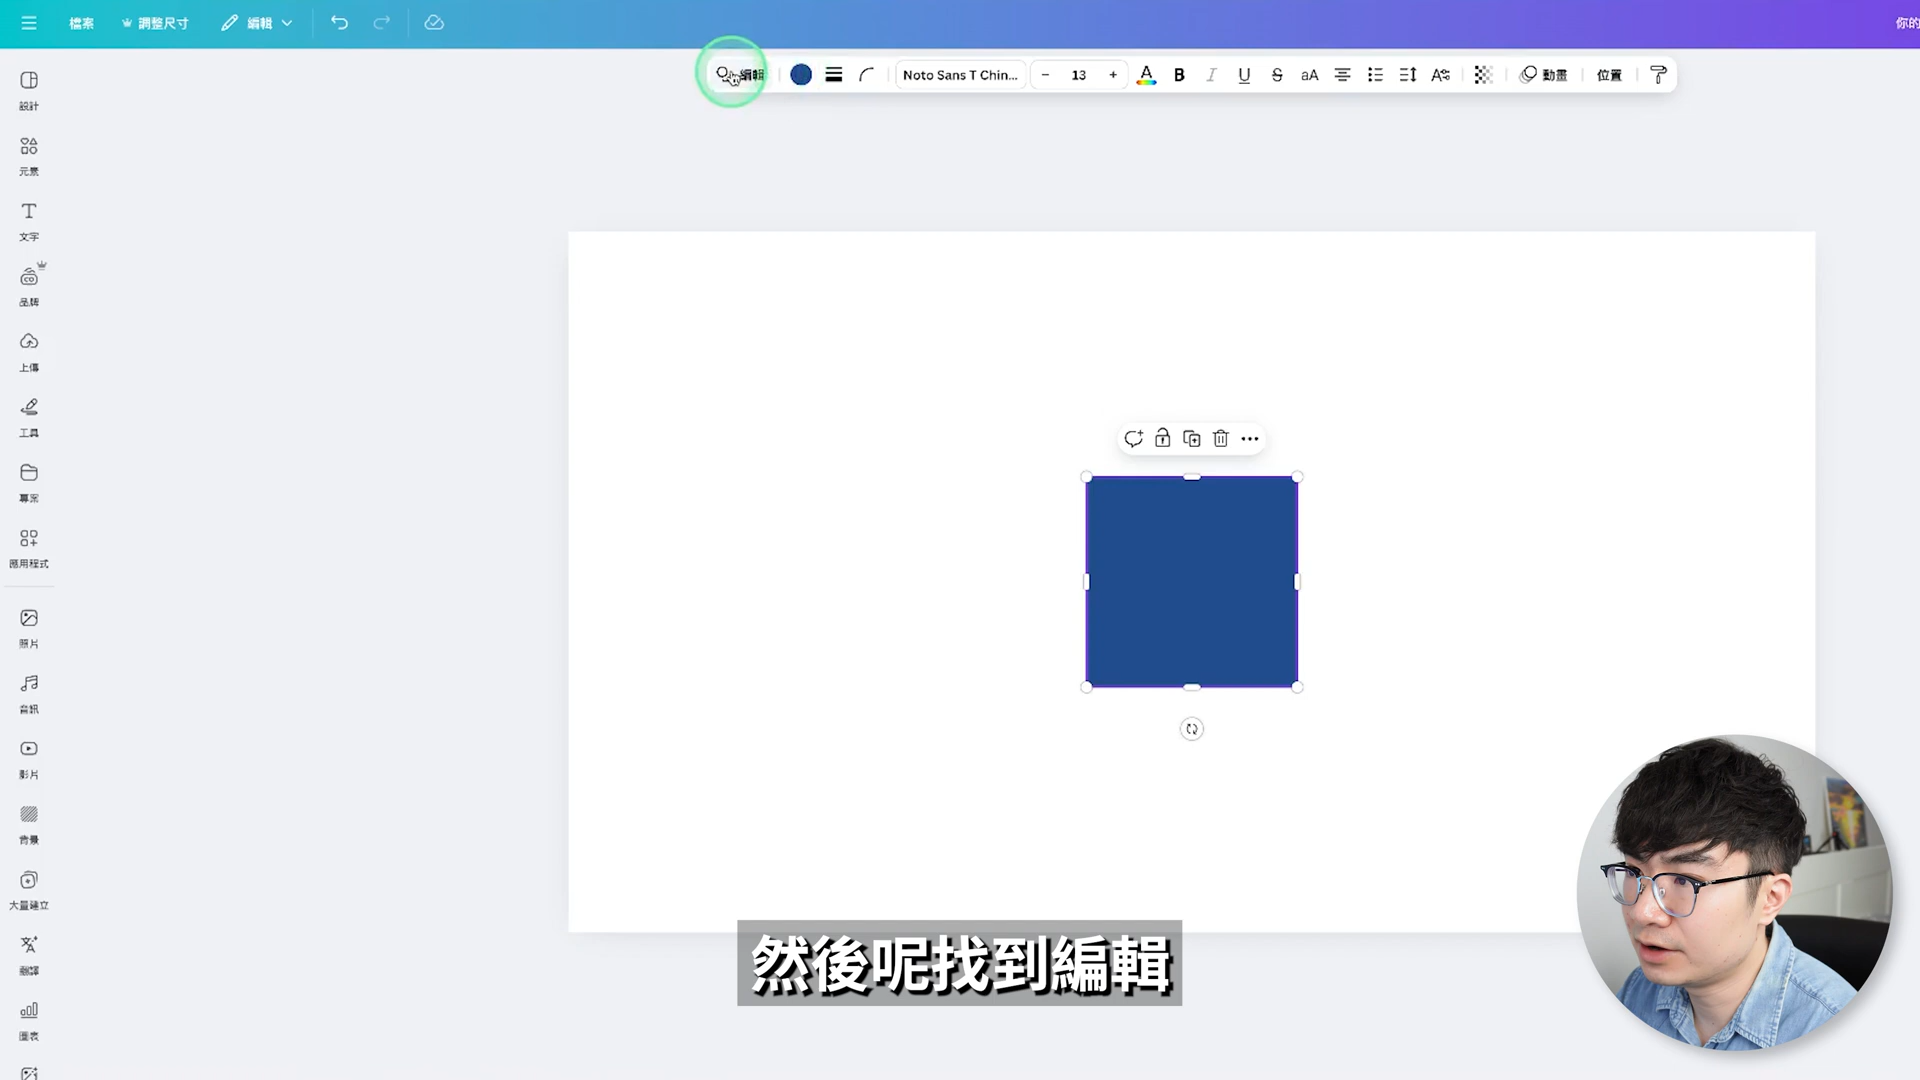 檔案
調整尺寸
編輯
你的
編輯
Noto Sans T Chin...
− 13 +
A B I U S aA
動畫
位置
設計
元素
文字
品牌
上傳
工具
專案
應用程式
照片
音訊
影片
背景
大量建立
翻譯
圖表
然後呢找到編輯